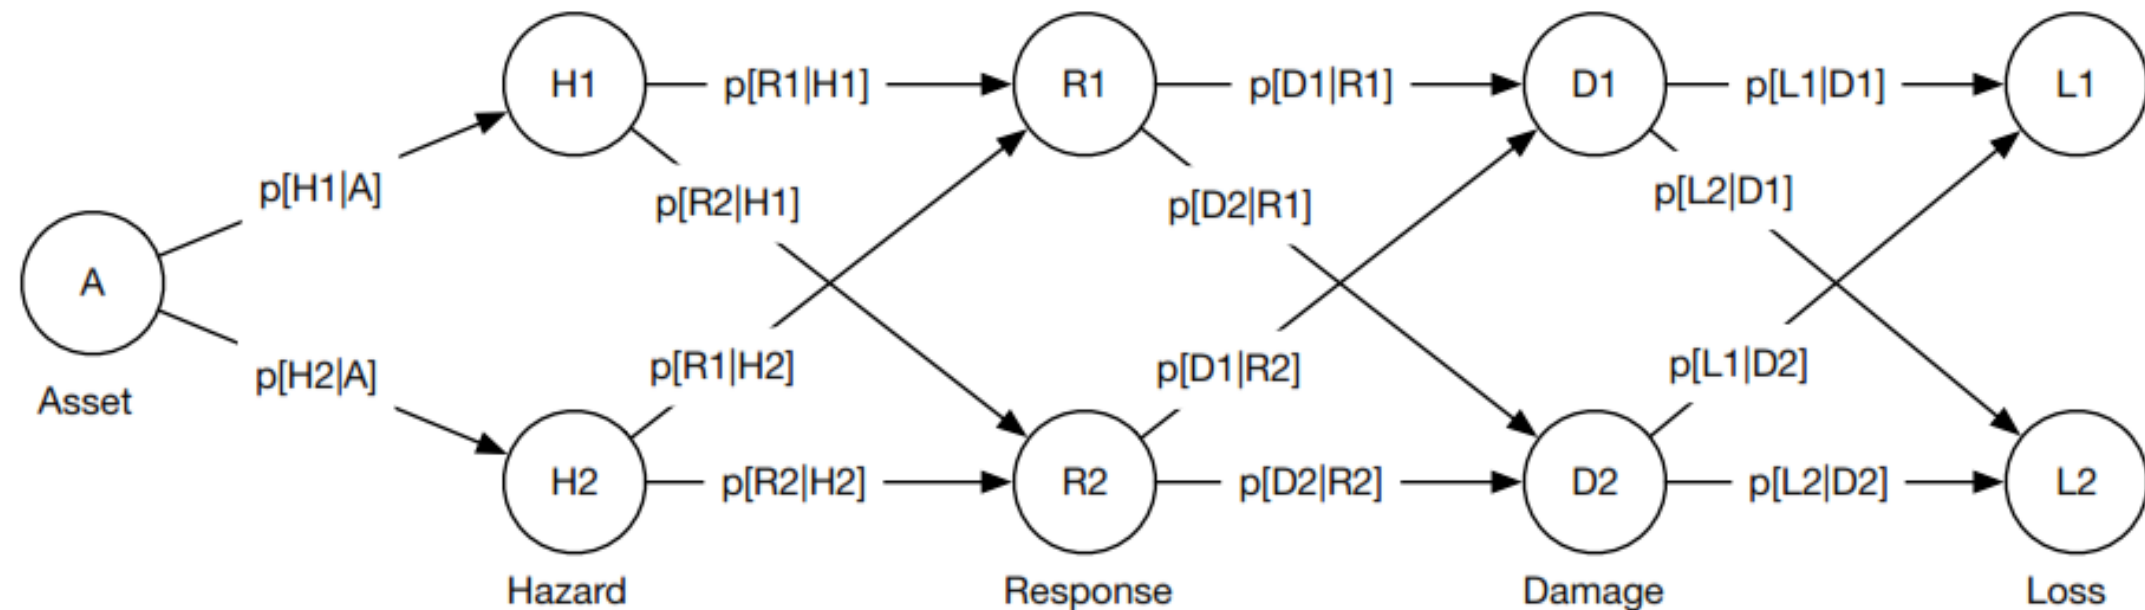 H1 p[R1|H1] R1 p[D1|R1] D1 p[L1|D1] L1
p[H1|A] p[R2|H1] p[D2|R1] p[L2|D1]
A
p[H2|A] p[R1|H2] p[D1|R2] p[L1|D2]
Asset
H2 p[R2|H2] R2 p[D2|R2] D2 p[L2|D2] L2
Hazard Response Damage Loss